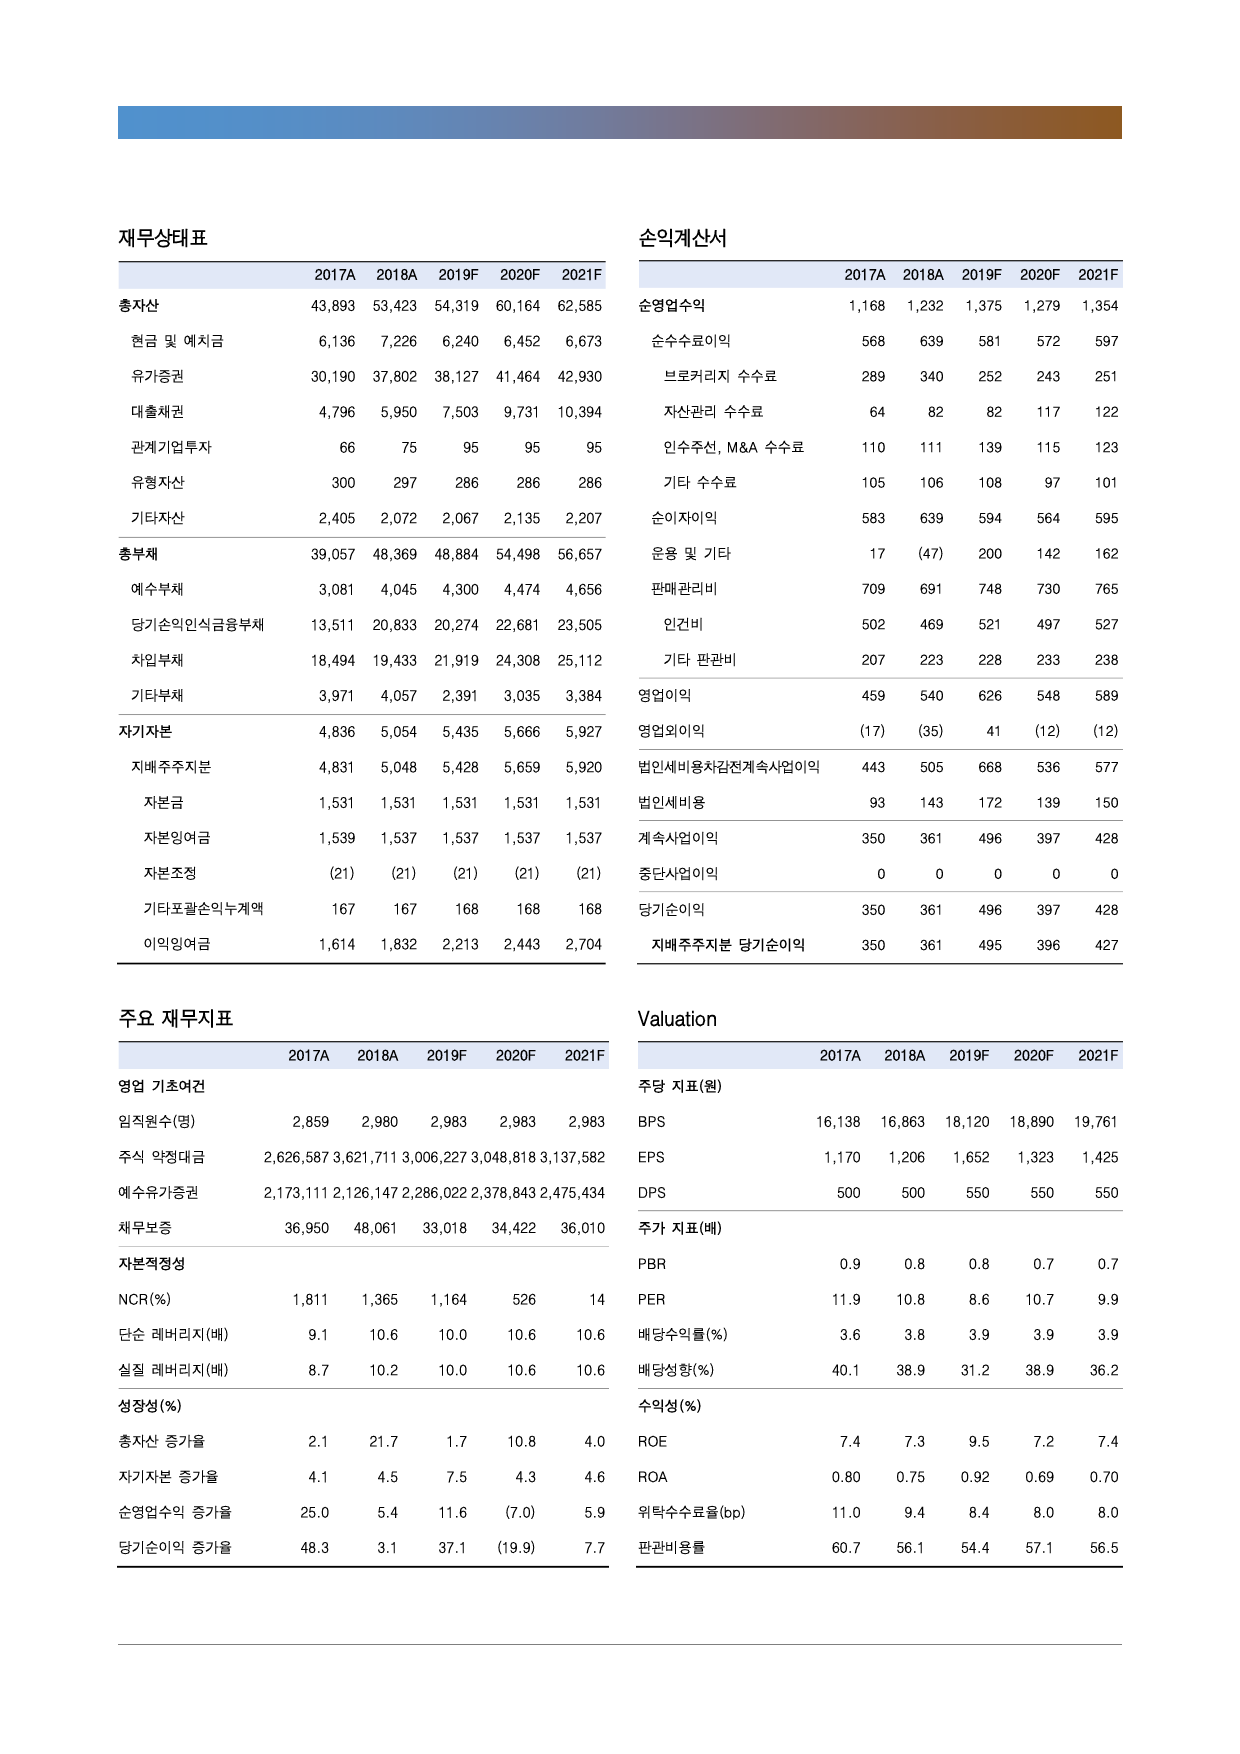 재무상태표
2017A 2018A 2019F 2020F 2021F
총자산 43,893 53,423 54,319 60,164 62,585
현금 및 예치금 6,136 7,226 6,240 6,452 6,673
유가증권 30,190 37,802 38,127 41,464 42,930
대출채권 4,796 5,950 7,503 9,731 10,394
관계기업투자 66 75 95 95 95
유형자산 300 297 286 286 286
기타자산 2,405 2,072 2,067 2,135 2,207
총부채 39,057 48,369 48,884 54,498 56,657
예수부채 3,081 4,045 4,300 4,474 4,656
당기손익인식금융부채 13,511 20,833 20,274 22,681 23,505
차입부채 18,494 19,433 21,919 24,308 25,112
기타부채 3,971 4,057 2,391 3,035 3,384
자기자본 4,836 5,054 5,435 5,666 5,927
지배주주지분 4,831 5,048 5,428 5,659 5,920
자본금 1,531 1,531 1,531 1,531 1,531
자본잉여금 1,539 1,537 1,537 1,537 1,537
자본조정 (21) (21) (21) (21) (21)
기타포괄손익누계액 167 167 168 168 168
이익잉여금 1,614 1,832 2,213 2,443 2,704
손익계산서
2017A 2018A 2019F 2020F 2021F
순영업수익 1,168 1,232 1,375 1,279 1,354
순수수료이익 568 639 581 572 597
브로커리지 수수료 289 340 252 243 251
자산관리 수수료 64 82 82 117 122
인수주선, M&A 수수료 110 111 139 115 123
기타 수수료 105 106 108 97 101
순이자이익 583 639 594 564 595
운용 및 기타 17 (47) 200 142 162
판매관리비 709 691 748 730 765
인건비 502 469 521 497 527
기타 판관비 207 223 228 233 238
영업이익 459 540 626 548 589
영업외이익 (17) (35) 41 (12) (12)
법인세비용차감전계속사업이익 443 505 668 536 577
법인세비용 93 143 172 139 150
계속사업이익 350 361 496 397 428
중단사업이익 0 0 0 0 0
당기순이익 350 361 496 397 428
지배주주지분 당기순이익 350 361 495 396 427
주요 재무지표
2017A 2018A 2019F 2020F 2021F
영업 기초여건
임직원수(명) 2,859 2,980 2,983 2,983 2,983
주식 약정대금 2,626,587 3,621,711 3,006,227 3,048,818 3,137,582
예수유가증권 2,173,111 2,126,147 2,286,022 2,378,843 2,475,434
채무보증 36,950 48,061 33,018 34,422 36,010
자본적정성
NCR(%) 1,811 1,365 1,164 526 14
단순 레버리지(배) 9.1 10.6 10.0 10.6 10.6
실질 레버리지(배) 8.7 10.2 10.0 10.6 10.6
성장성(%)
총자산 증가율 2.1 21.7 1.7 10.8 4.0
자기자본 증가율 4.1 4.5 7.5 4.3 4.6
순영업수익 증가율 25.0 5.4 11.6 (7.0) 5.9
당기순이익 증가율 48.3 3.1 37.1 (19.9) 7.7
Valuation
2017A 2018A 2019F 2020F 2021F
주당 지표(원)
BPS 16,138 16,863 18,120 18,890 19,761
EPS 1,170 1,206 1,652 1,323 1,425
DPS 500 500 550 550 550
주가 지표(배)
PBR 0.9 0.8 0.8 0.7 0.7
PER 11.9 10.8 8.6 10.7 9.9
배당수익률(%) 3.6 3.8 3.9 3.9 3.9
배당성향(%) 40.1 38.9 31.2 38.9 36.2
수익성(%)
ROE 7.4 7.3 9.5 7.2 7.4
ROA 0.80 0.75 0.92 0.69 0.70
위탁수수료율(bp) 11.0 9.4 8.4 8.0 8.0
판관비용률 60.7 56.1 54.4 57.1 56.5